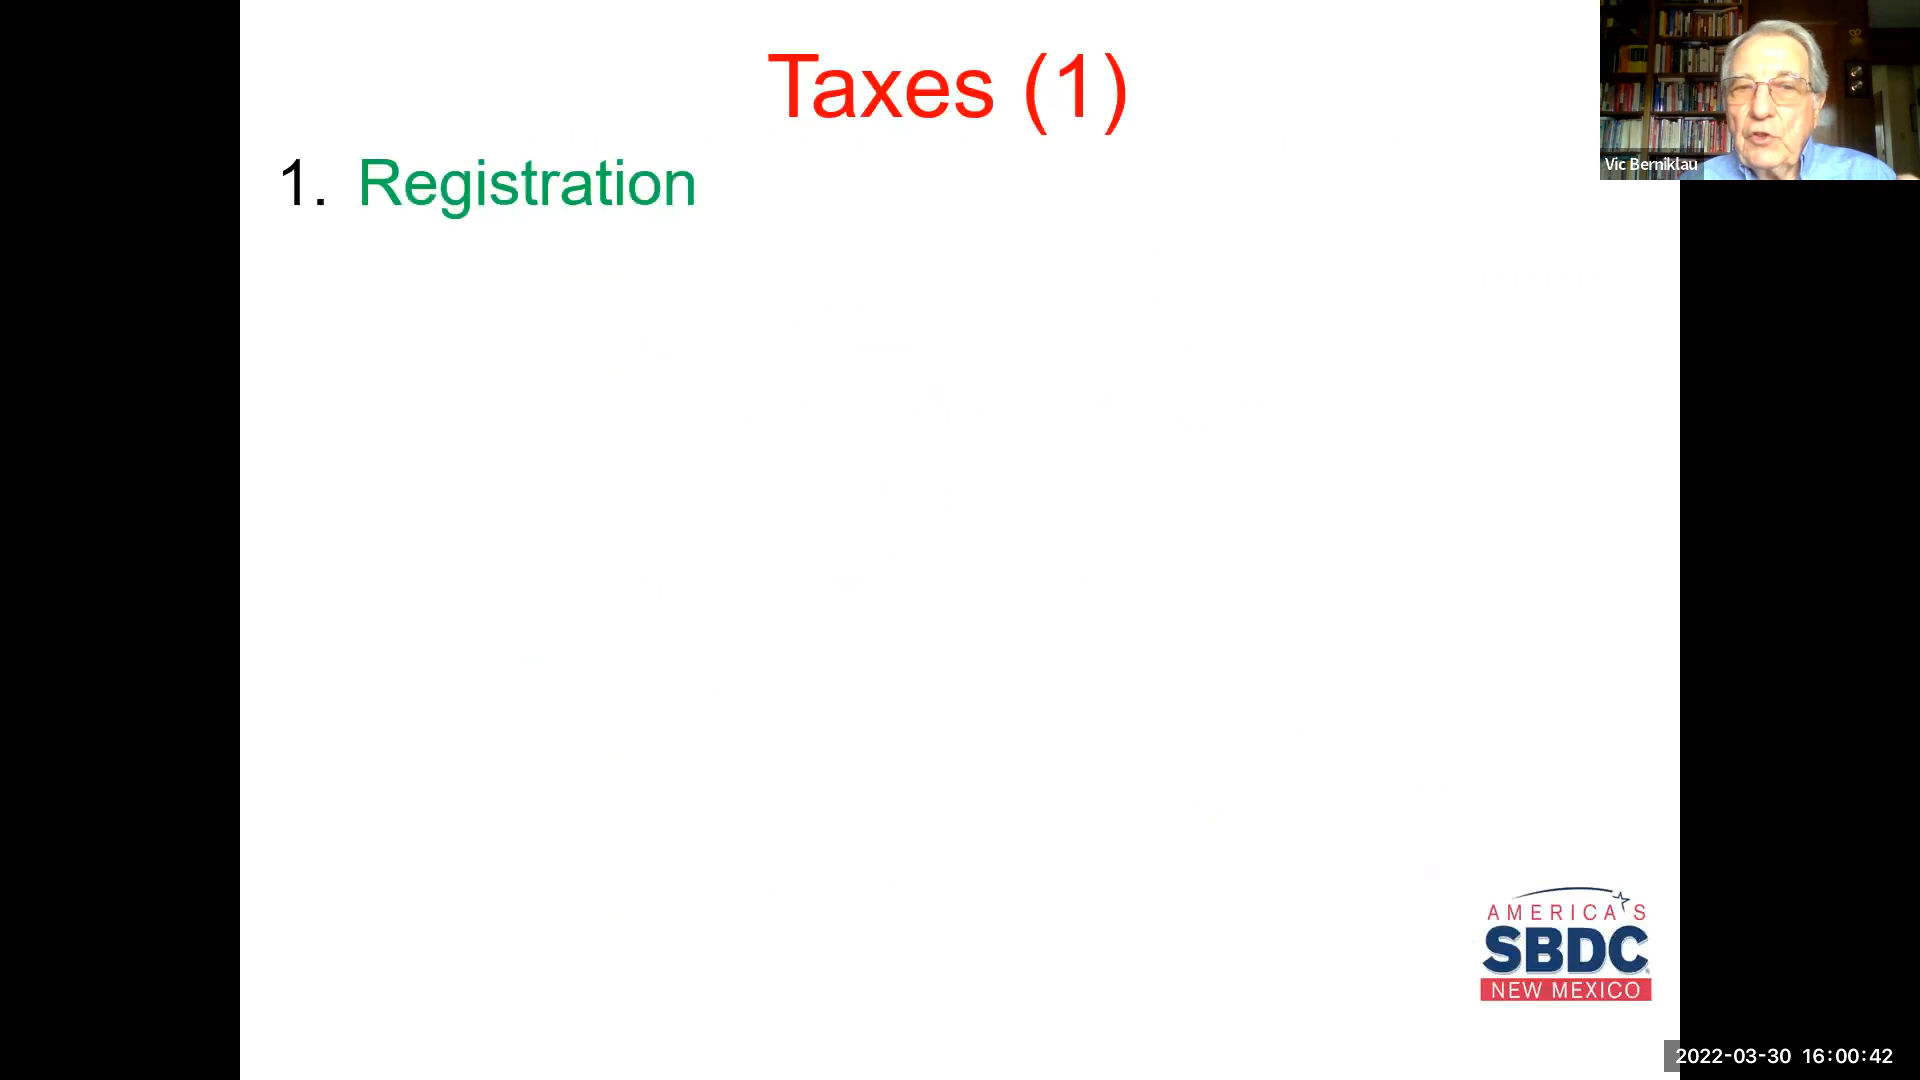 Taxes (1)
1. Registration
Vic Berniklau
AMERICA'S
SBDC
NEW MEXICO
2022-03-30 16:00:42